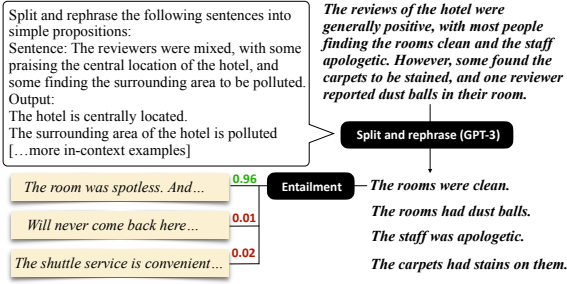 Split and rephrase the following sentences into
simple propositions:
Sentence: The reviewers were mixed, with some
praising the central location of the hotel, and
some finding the surrounding area to be polluted.
Output:
The hotel is centrally located.
The surrounding area of the hotel is polluted
[…more in-context examples]
The reviews of the hotel were
generally positive, with most people
finding the rooms clean and the staff
apologetic. However, some found the
carpets to be stained, and one reviewer
reported dust balls in their room.
Split and rephrase (GPT-3)
The room was spotless. And…
0.96
Will never come back here…
0.01
The shuttle service is convenient…
0.02
Entailment
The rooms were clean.
The rooms had dust balls.
The staff was apologetic.
The carpets had stains on them.